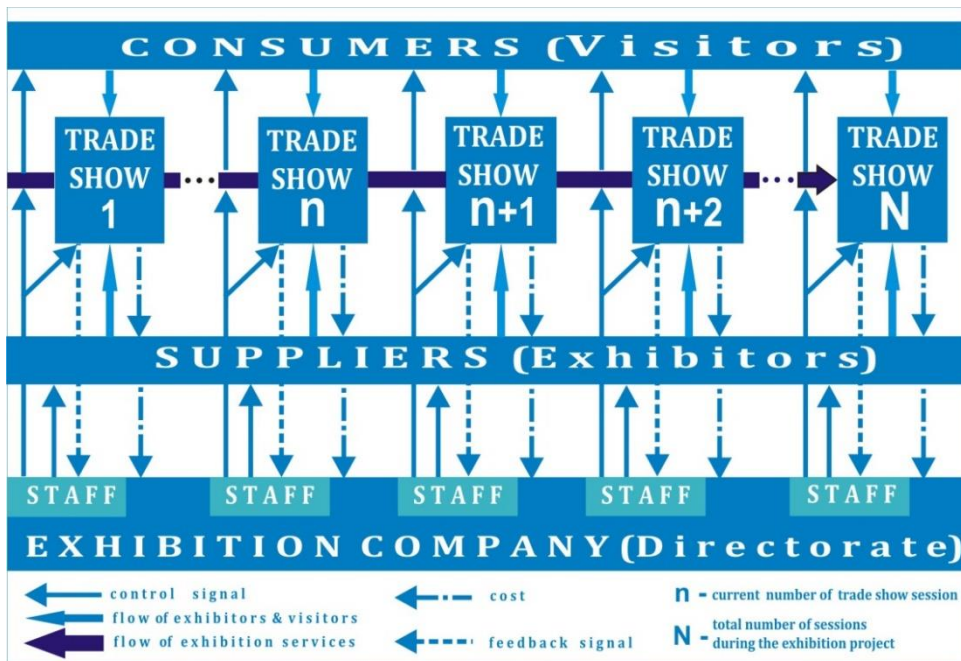 CONSUMERS (Visitors)
TRADE
SHOW
1
TRADE
SHOW
n
TRADE
SHOW
n+1
TRADE
SHOW
n+2
TRADE
SHOW
N
SUPPLIERS (Exhibitors)
STAFF
STAFF
STAFF
STAFF
STAFF
EXHIBITION COMPANY (Directorate)
control signal
flow of exhibitors & visitors
flow of exhibition services
cost
feedback signal
n - current number of trade show session
N - total number of sessions
during the exhibition project